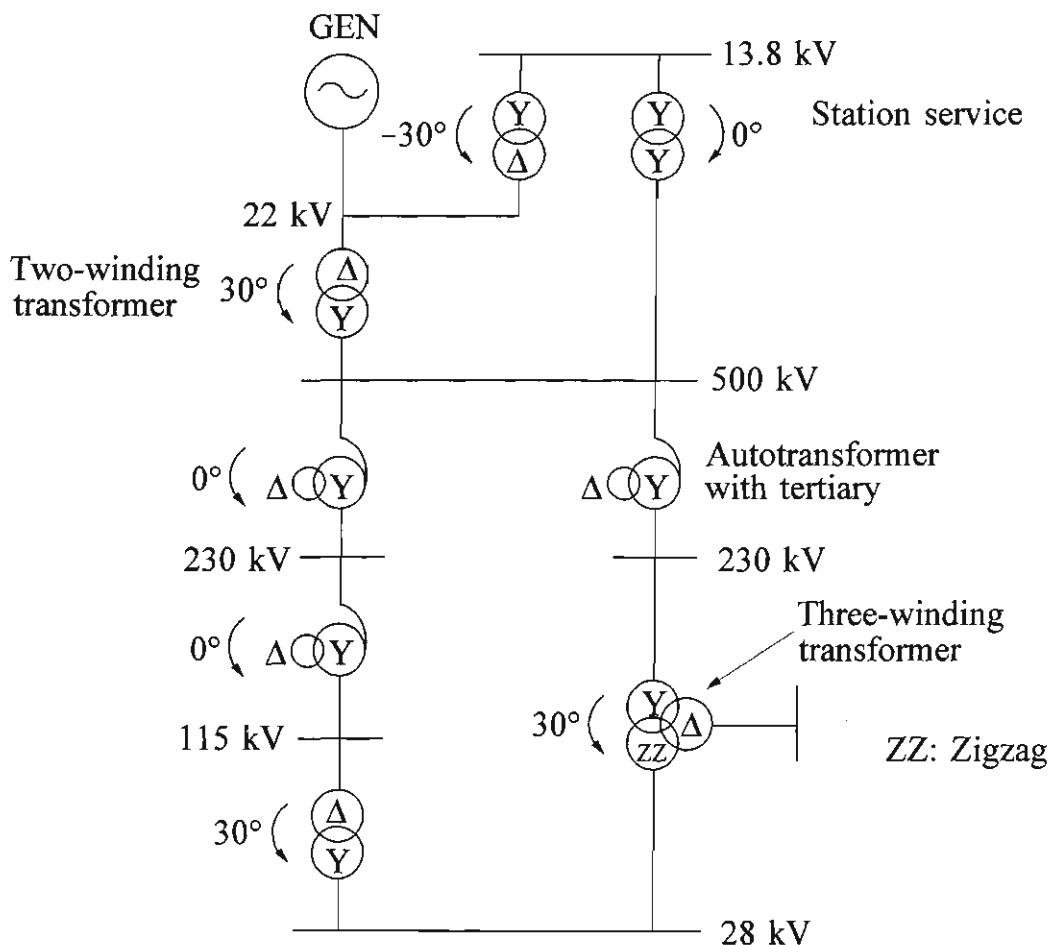 GEN
13.8 kV
Y
Y
Station service
-30°
0°
Δ
Y
22 kV
Two-winding
transformer
30°
Δ
Y
500 kV
0°
Δ
Y
Δ
Y
Autotransformer
with tertiary
230 kV
230 kV
Three-winding
transformer
0°
Δ
Y
30°
Y
Δ
ZZ
115 kV
ZZ: Zigzag
30°
Δ
Y
28 kV